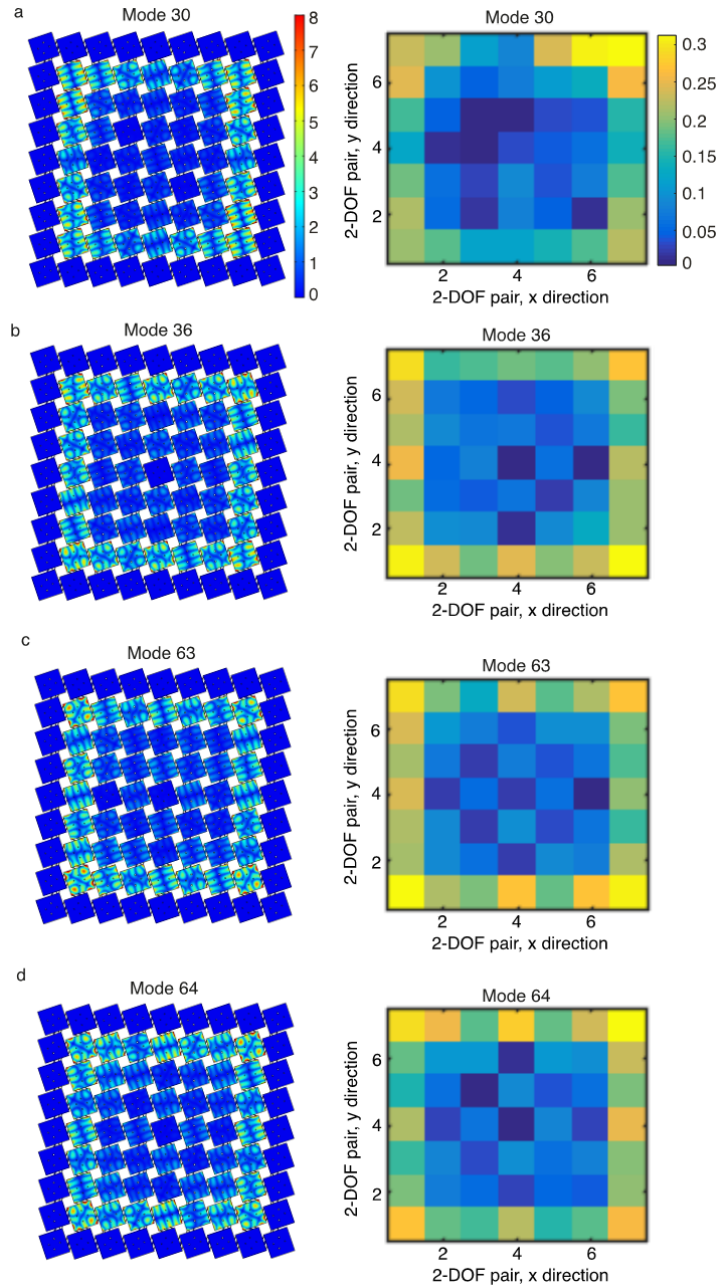 a
Mode 30
Mode 30
8
7
6
5
4
3
2
1
0
2-DOF pair, y direction
6
4
2
2 4 6
2-DOF pair, x direction
0.3
0.25
0.2
0.15
0.1
0.05
0
b
Mode 36
Mode 36
2-DOF pair, y direction
6
4
2
2 4 6
2-DOF pair, x direction
c
Mode 63
Mode 63
2-DOF pair, y direction
6
4
2
2 4 6
2-DOF pair, x direction
d
Mode 64
Mode 64
2-DOF pair, y direction
6
4
2
2 4 6
2-DOF pair, x direction